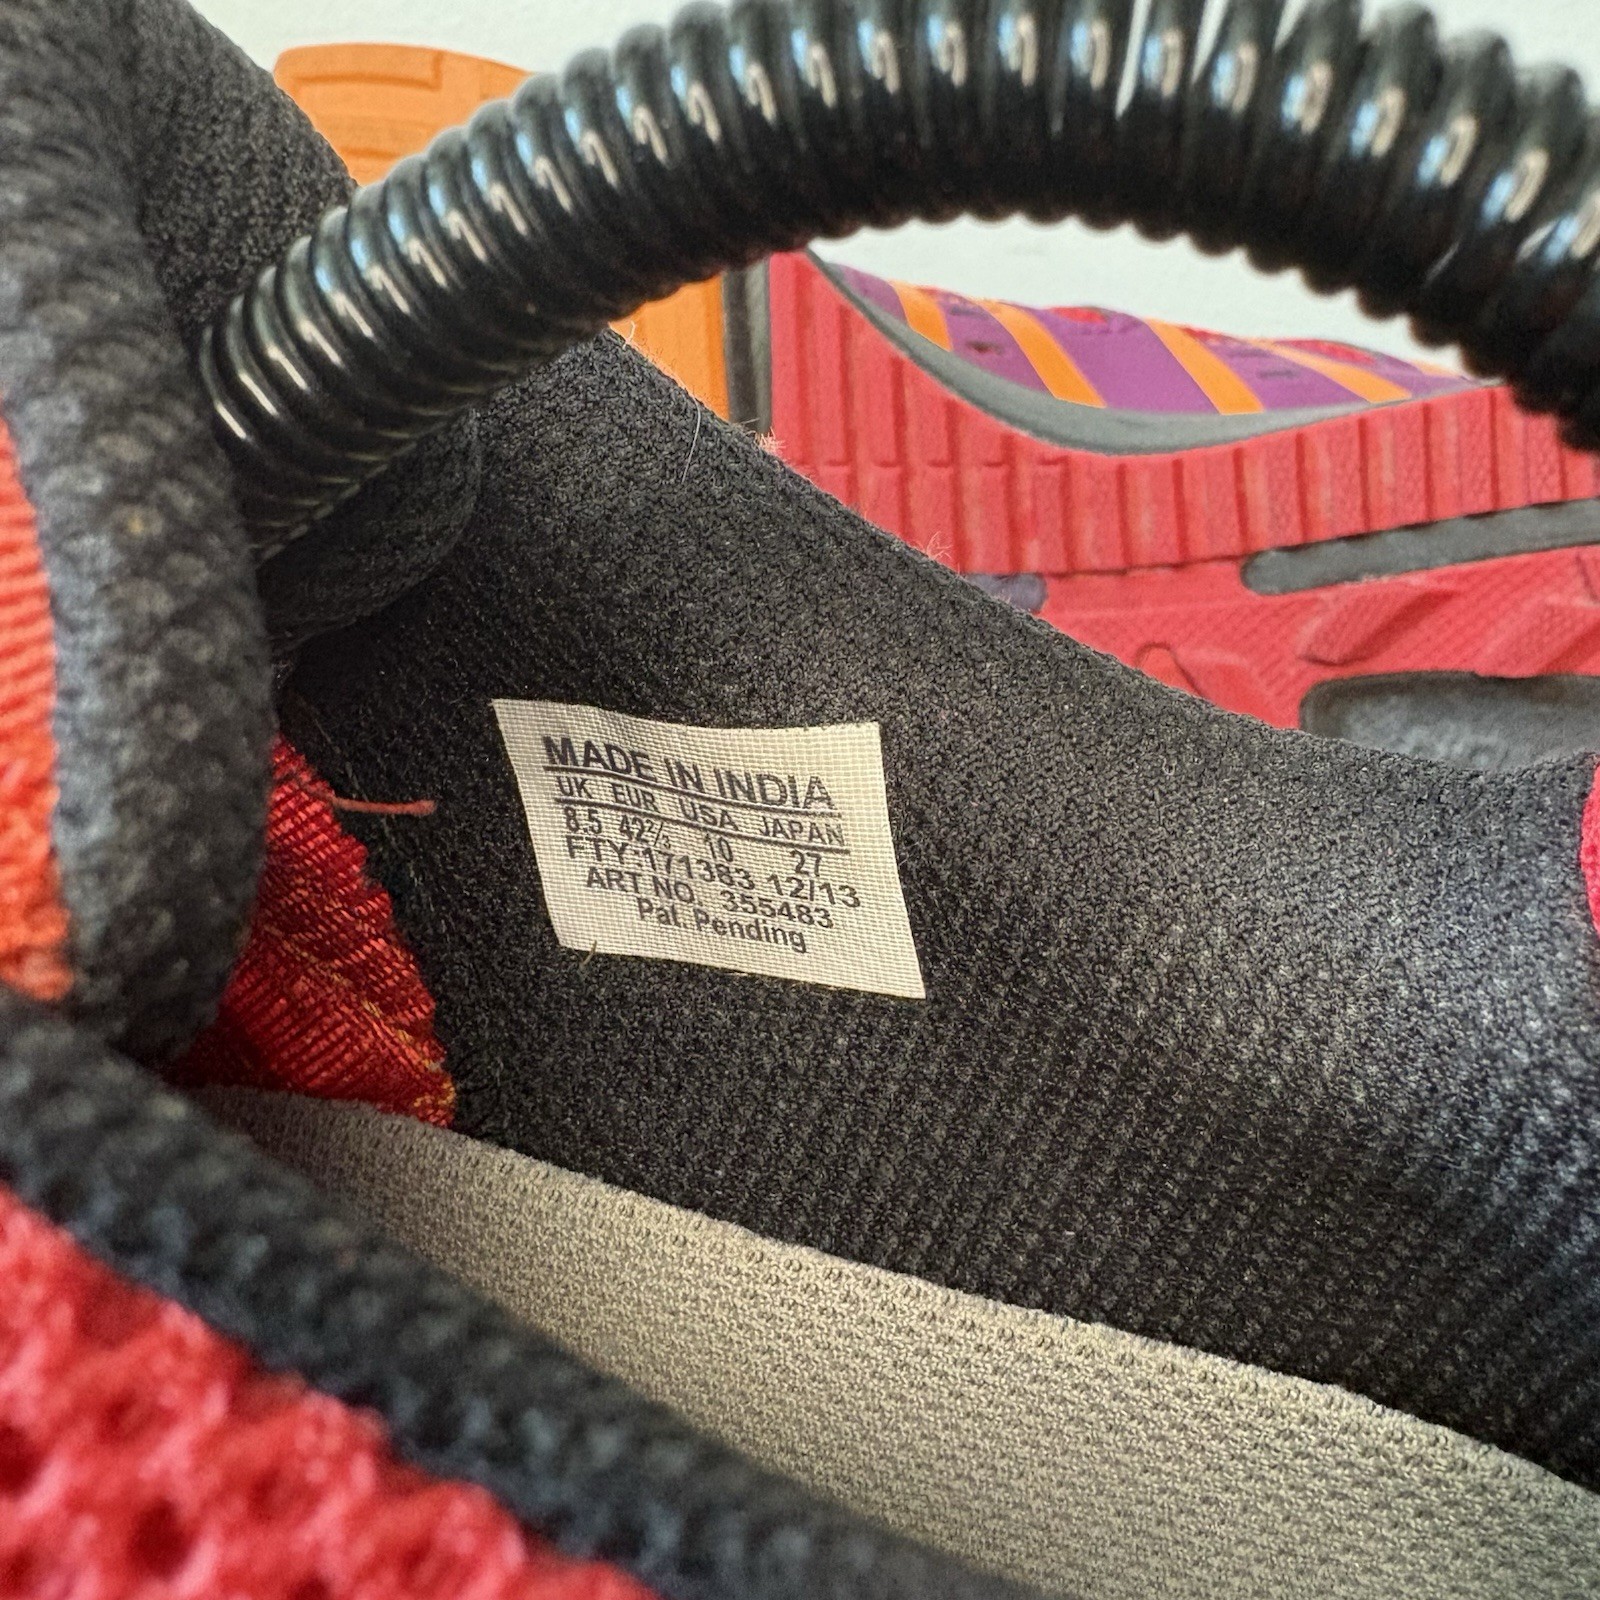 MADE IN INDIA
UK EUR USA JAPAN
8.5 42⅔ 10 27
FTY:171383 12/13
ART NO. 355483
Pat. Pending